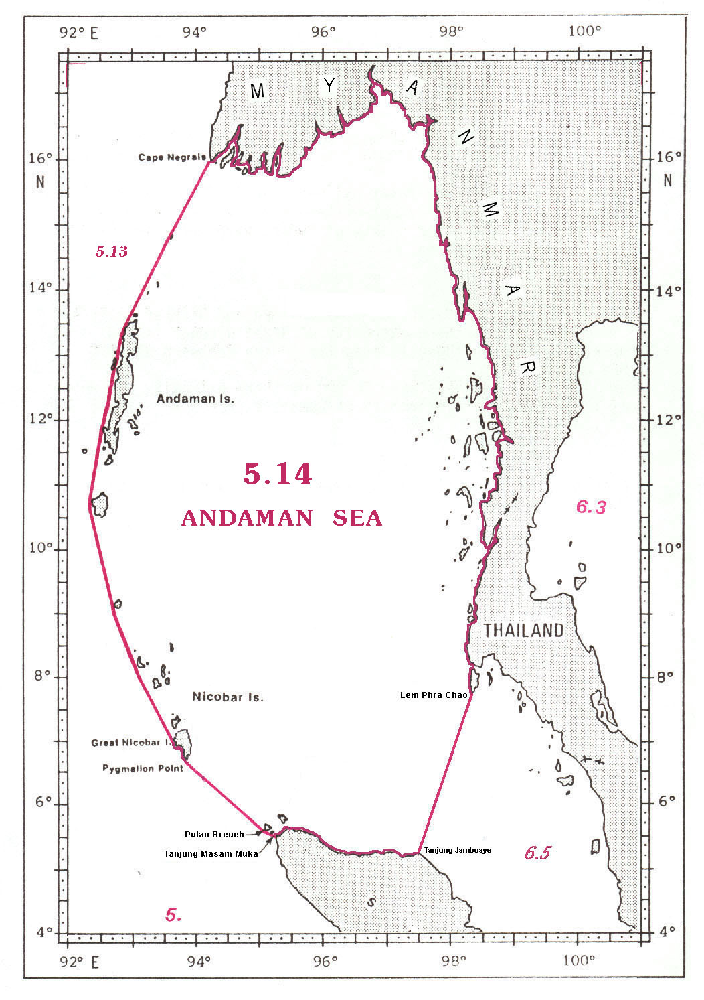 92° E 94° 96° 98° 100°
M Y A N M A R
Cape Negrais
16° 16°
N N
5.13
14° 14°
Andaman Is.
12° 12°
5.14
ANDAMAN SEA
6.3
10° 10°
THAILAND
8° 8°
Nicobar Is.
Lem Phra Chao
Great Nicobar I.
Pygmalion Point
6° 6°
Pulau Breueh
Tanjung Masam Muka
Tanjung Jamboaye
6.5
S
5.
4° 4°
92° E 94° 96° 98° 100°